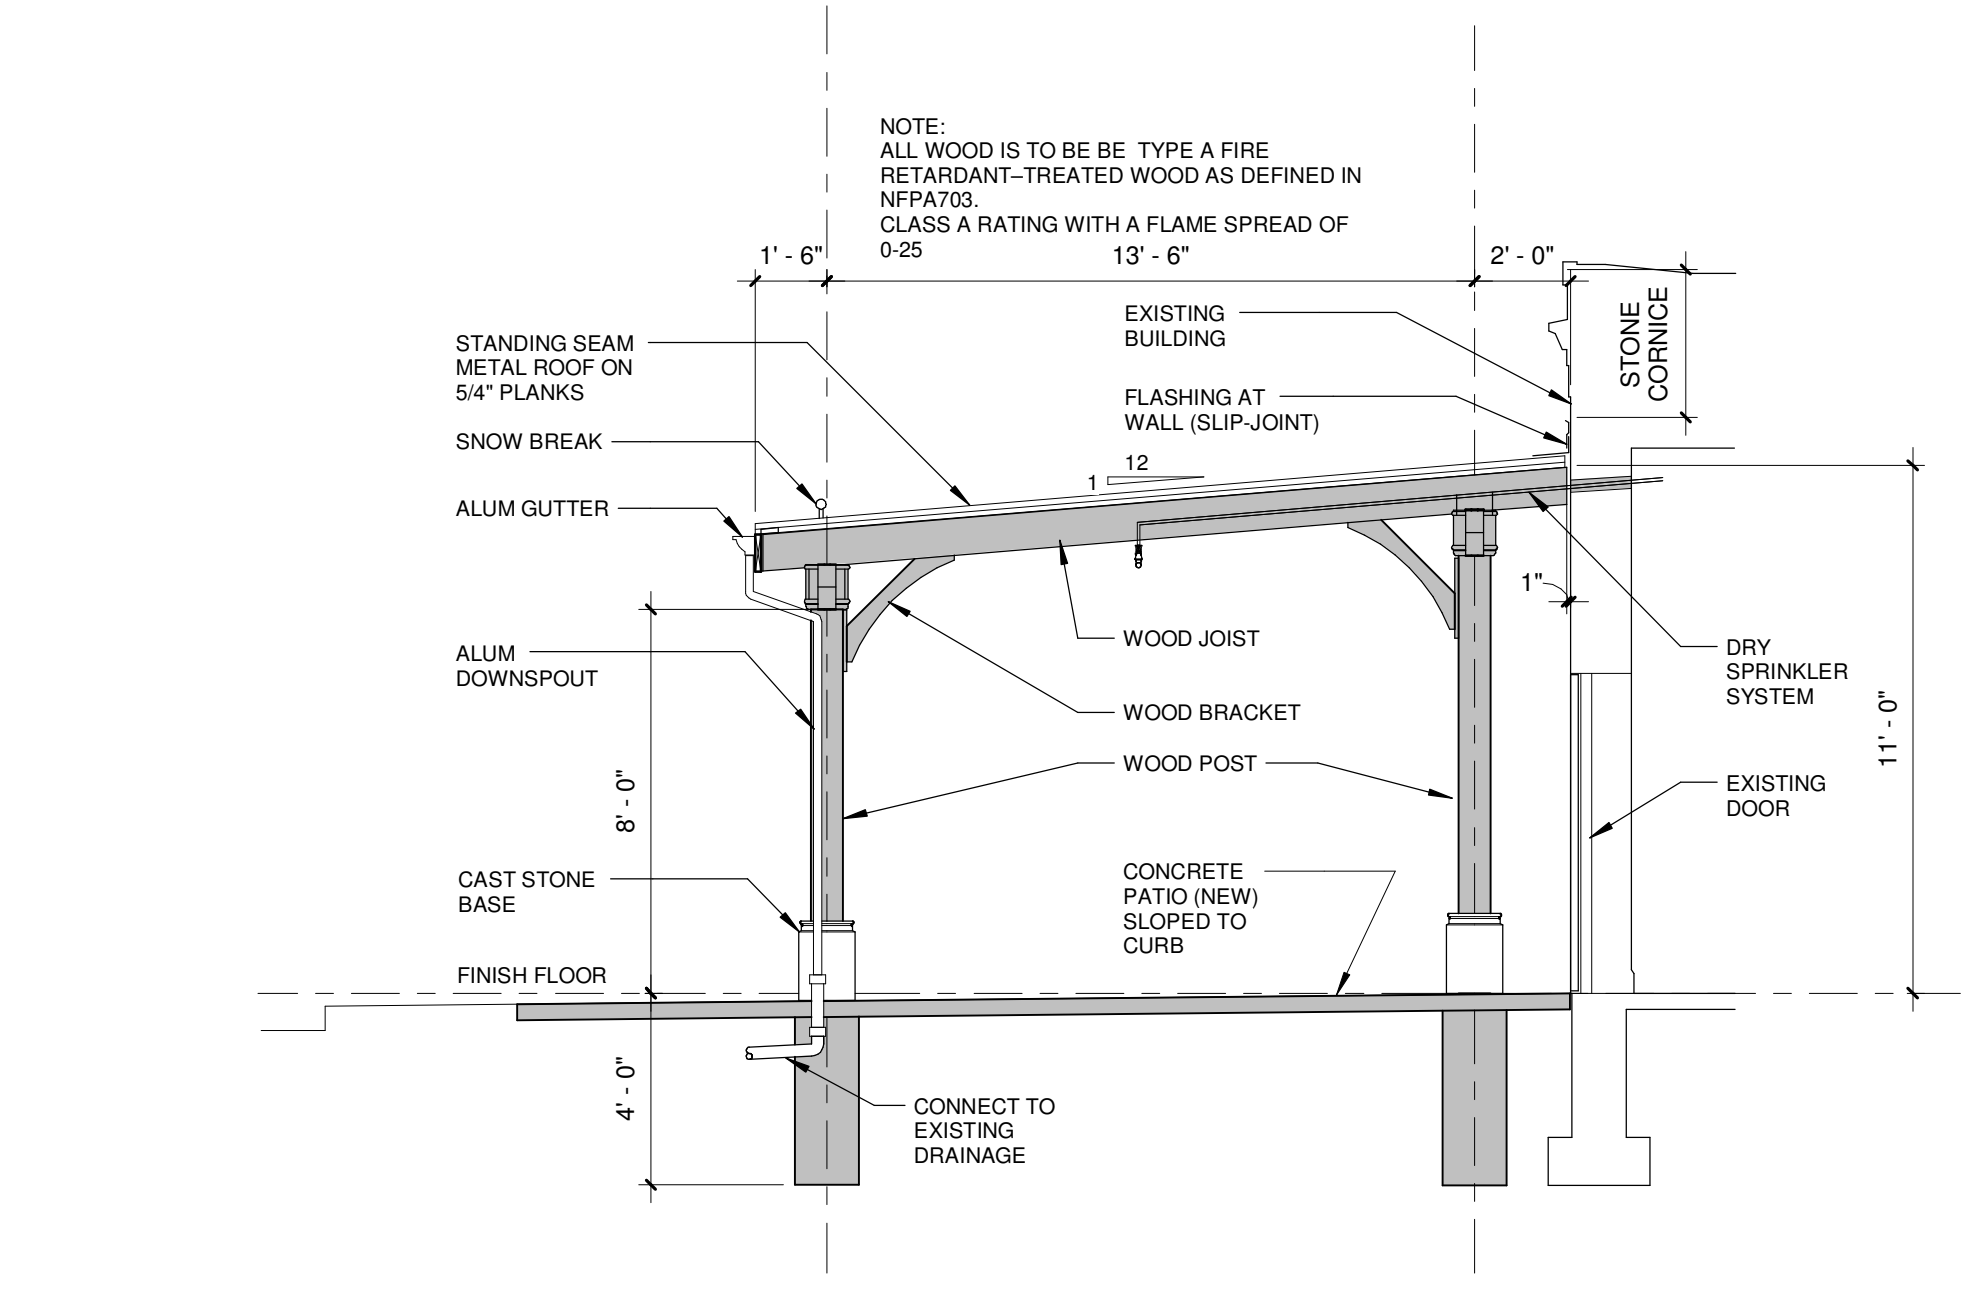 NOTE:
ALL WOOD IS TO BE BE  TYPE A FIRE
RETARDANT–TREATED WOOD AS DEFINED IN
NFPA703.
CLASS A RATING WITH A FLAME SPREAD OF
0-25
1' - 6"
13' - 6"
2' - 0"
STANDING SEAM
METAL ROOF ON
5/4" PLANKS
SNOW BREAK
ALUM GUTTER
ALUM
DOWNSPOUT
8' - 0"
CAST STONE
BASE
FINISH FLOOR
4' - 0"
EXISTING
BUILDING
FLASHING AT
WALL (SLIP-JOINT)
12
1
STONE
CORNICE
1"
WOOD JOIST
WOOD BRACKET
WOOD POST
CONCRETE
PATIO (NEW)
SLOPED TO
CURB
DRY
SPRINKLER
SYSTEM
11' - 0"
EXISTING
DOOR
CONNECT TO
EXISTING
DRAINAGE